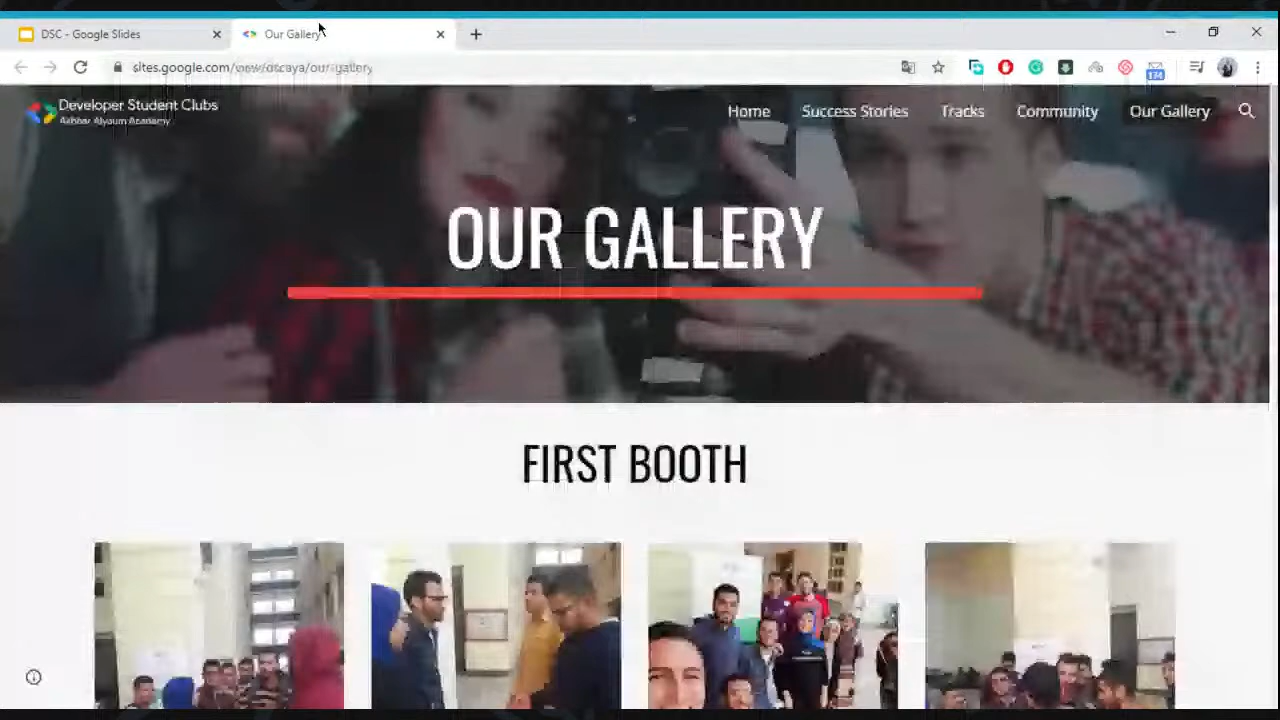 DSC - Google Slides
Our Gallery
sites.google.com/view/dscaya/our-gallery
134
Developer Student Clubs
Akhbar Alyoum Academy
Home
Success Stories
Tracks
Community
Our Gallery
OUR GALLERY
FIRST BOOTH